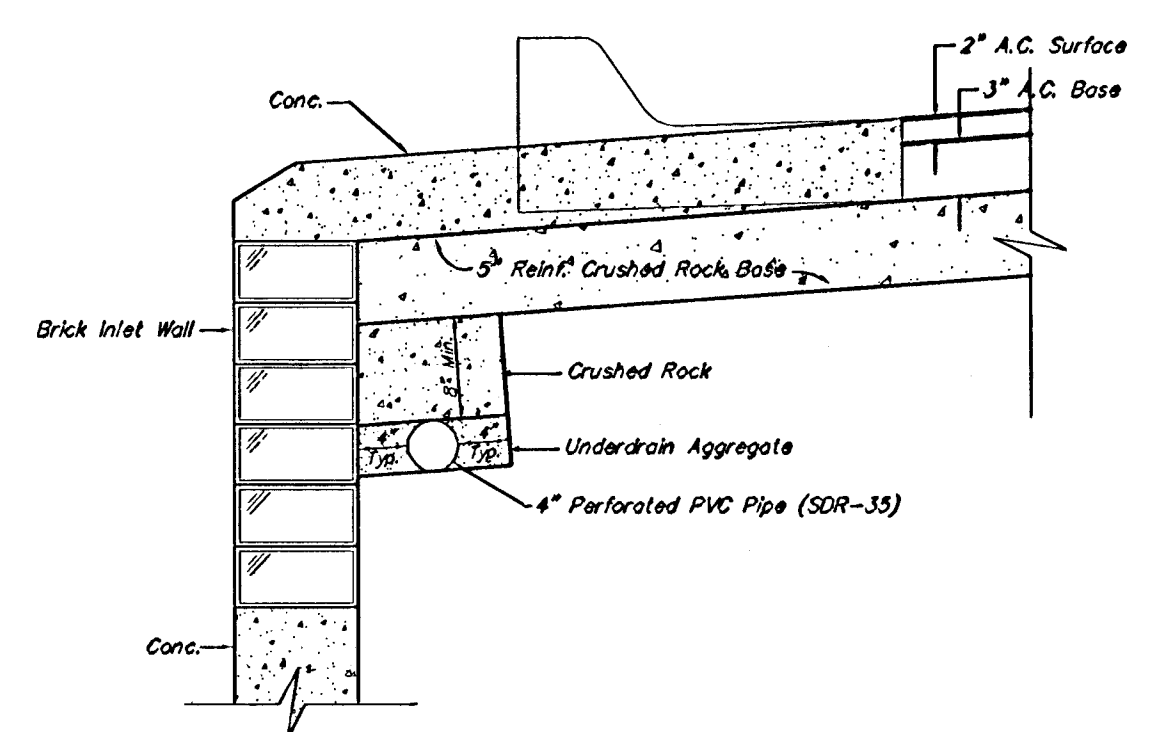 2" A.C. Surface
3" A.C. Base
Conc.
5" Reinf. Crushed Rock Base
Brick Inlet Wall
8" Min.
Crushed Rock
4" 4"
Typ. Typ.
Underdrain Aggregate
4" Perforated PVC Pipe (SDR-35)
Conc.